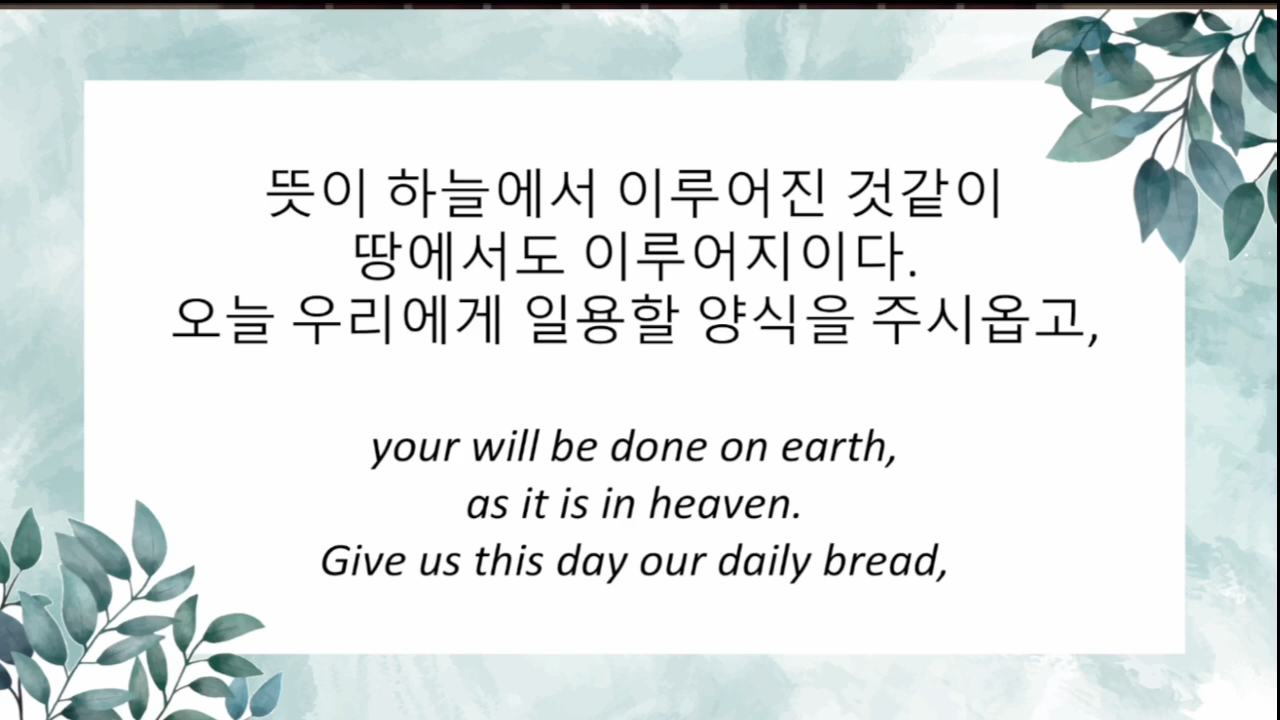 뜻이 하늘에서 이루어진 것같이
땅에서도 이루어지이다.
오늘 우리에게 일용할 양식을 주시옵고,
your will be done on earth,
as it is in heaven.
Give us this day our daily bread,